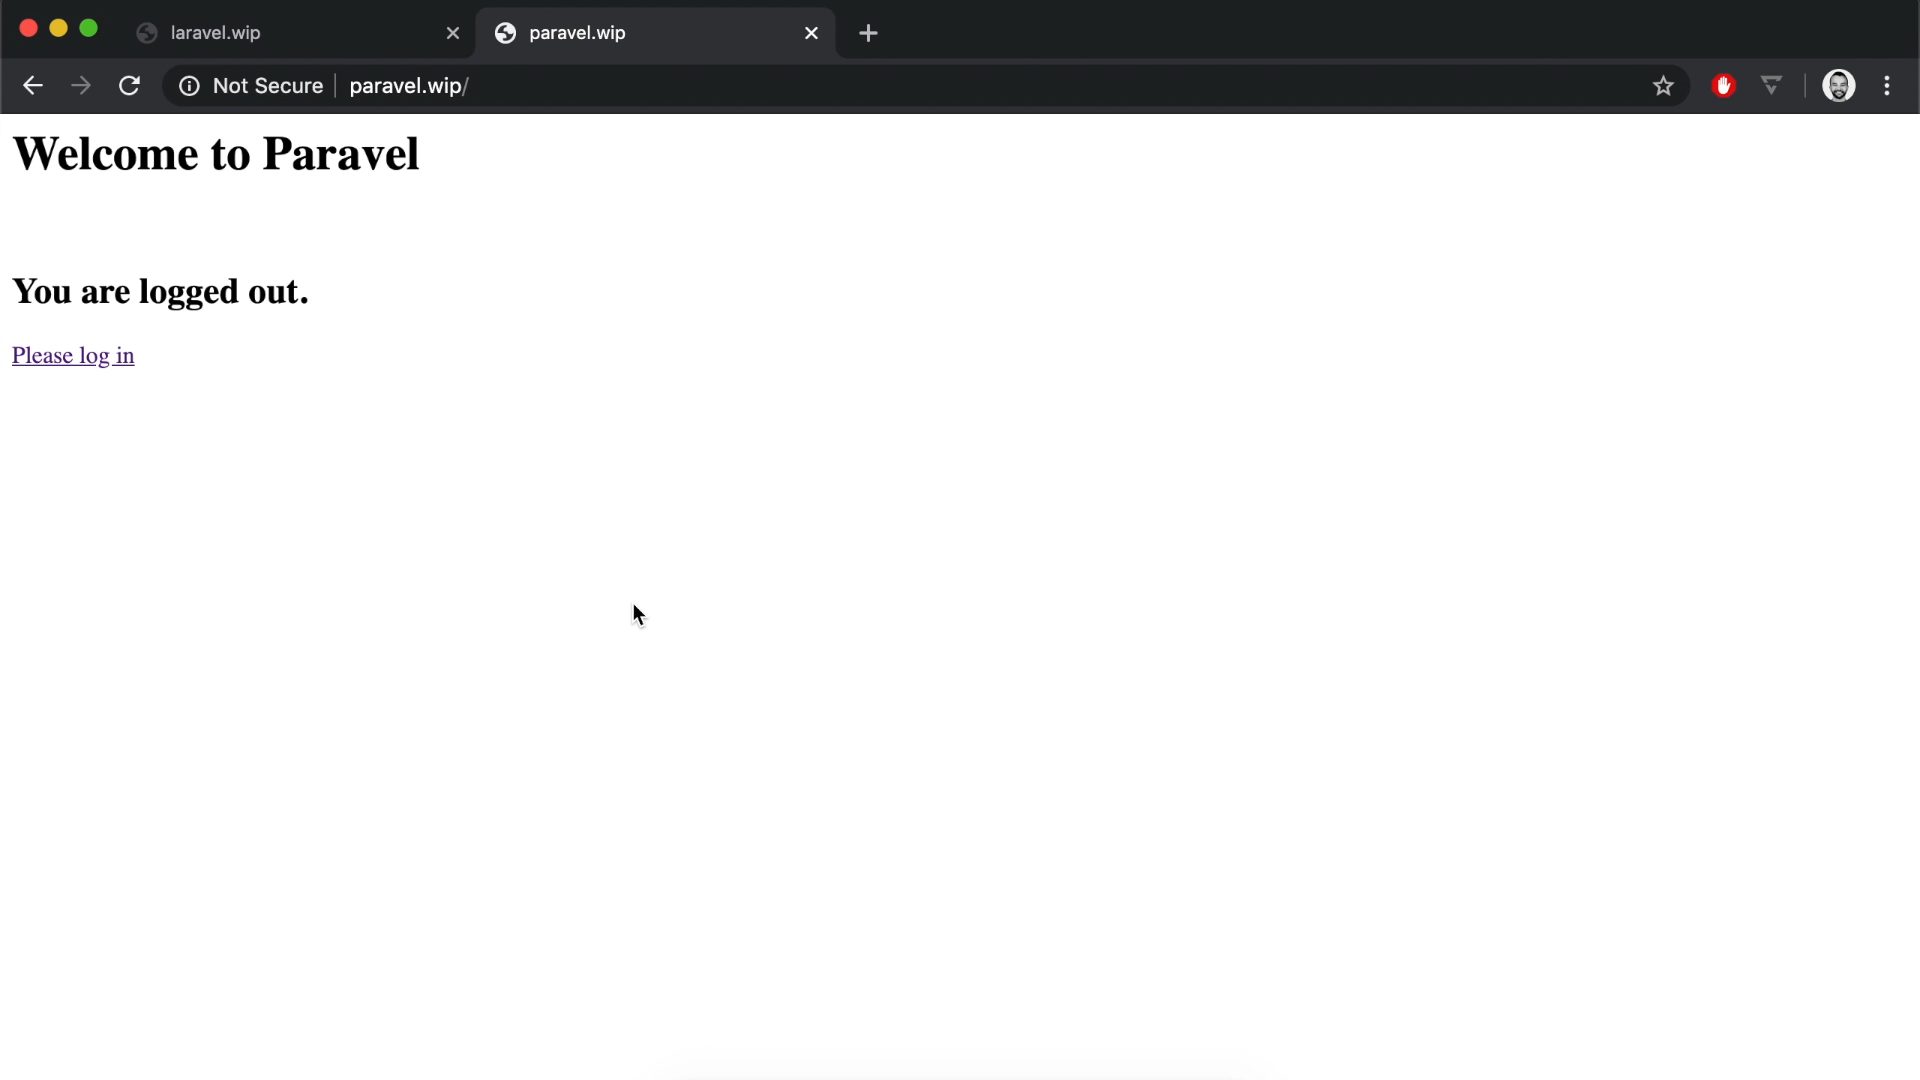 laravel.wip
paravel.wip
Not Secure
paravel.wip/
Welcome to Paravel
You are logged out.
Please log in